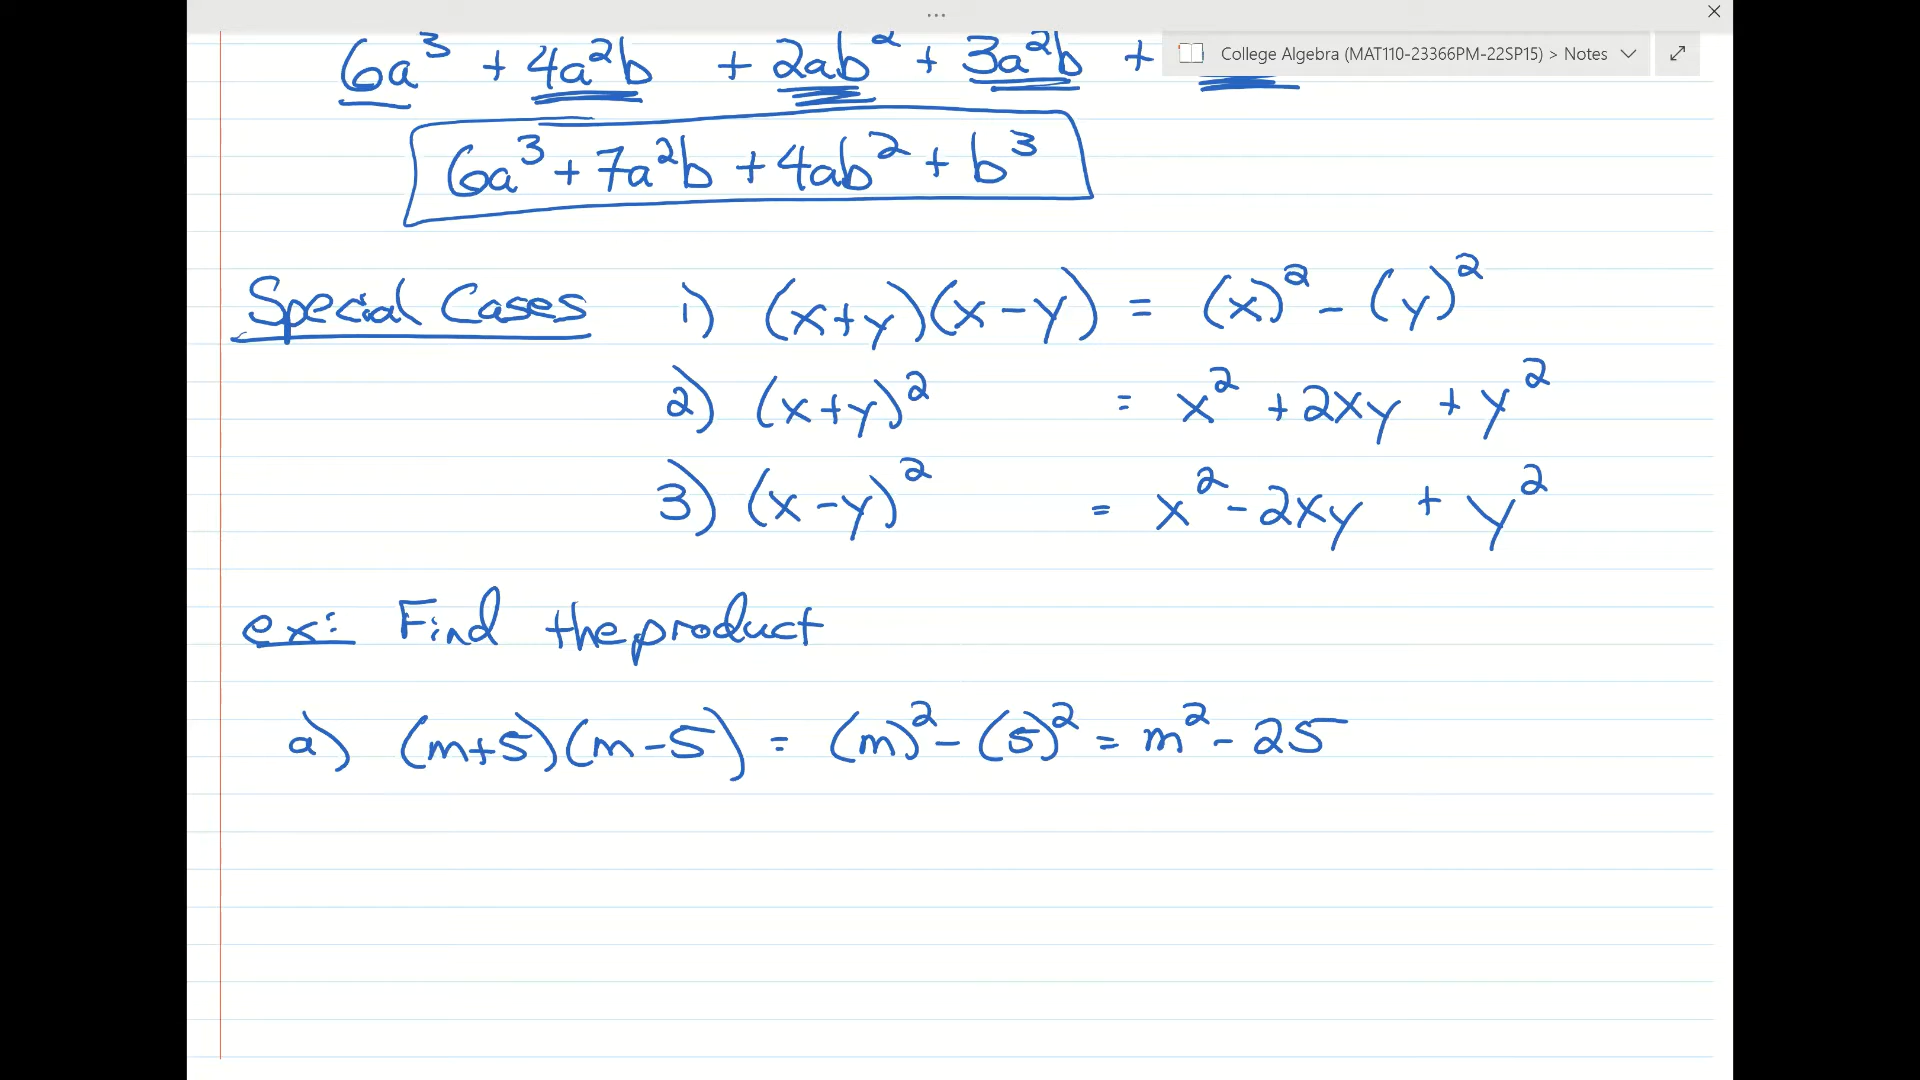 ...
College Algebra (MAT110-23366PM-22SP15) > Notes
6a³ + 4a²b + 2ab² + 3a²b +
6a³ + 7a²b + 4ab² + b³
Special Cases 1) (x+y)(x-y) = (x)² - (y)²
2) (x+y)² = x² + 2xy + y²
3) (x-y)² = x² - 2xy + y²
ex: Find the product
a) (m+5)(m-5) = (m)² - (5)² = m² - 25